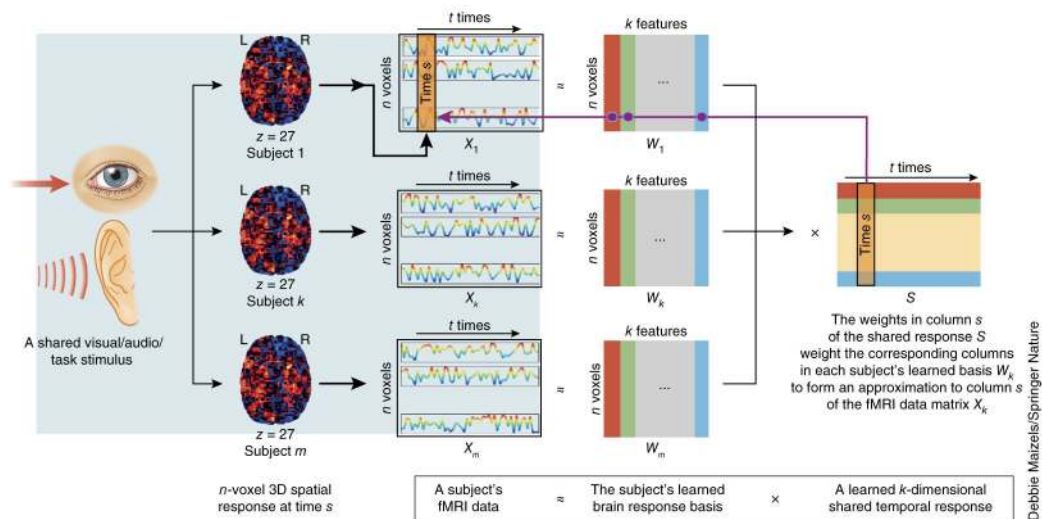 t times
k features
L R
n voxels
Time s
≈
n voxels
...
z = 27
Subject 1
X1
W1
t times
k features
t times
L R
n voxels
≈
n voxels
...
×
Time s
z = 27
Subject k
Xk
Wk
S
A shared visual/audio/
task stimulus
t times
k features
The weights in column s
of the shared response S
weight the corresponding columns
in each subject's learned basis Wk
to form an approximation to column s
of the fMRI data matrix Xk
L R
n voxels
≈
n voxels
...
z = 27
Subject m
Xm
Wm
n-voxel 3D spatial
response at time s
A subject's
fMRI data
≈
The subject's learned
brain response basis
×
A learned k-dimensional
shared temporal response
Debbie Maizels/Springer Nature